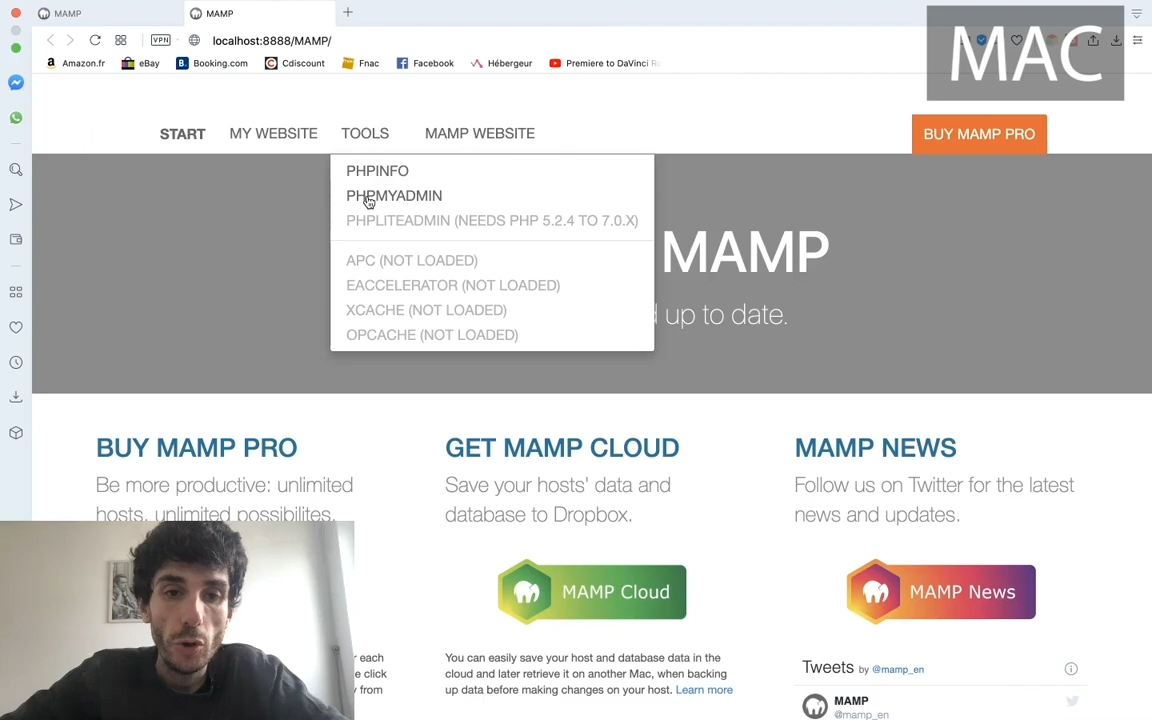 MAMP
MAMP
VPN
localhost:8888/MAMP/
MAC
Amazon.fr
eBay
Booking.com
Cdiscount
Fnac
Facebook
Hébergeur
Premiere to DaVinci
START
MY WEBSITE
TOOLS
MAMP WEBSITE
BUY MAMP PRO
PHPINFO
PHPMYADMIN
PHPLITEADMIN (NEEDS PHP 5.2.4 TO 7.0.X)
APC (NOT LOADED)
EACCELERATOR (NOT LOADED)
XCACHE (NOT LOADED)
OPCACHE (NOT LOADED)
MAMP
up to date.
BUY MAMP PRO
Be more productive: unlimited
hosts, unlimited possibilites.
GET MAMP CLOUD
Save your hosts' data and
database to Dropbox.
MAMP Cloud
You can easily save your host and database data in the
cloud and later retrieve it on another Mac, when backing
up data before making changes on your host. Learn more
MAMP NEWS
Follow us on Twitter for the latest
news and updates.
MAMP News
Tweets by @mamp_en
MAMP
@mamp_en
each
click
from